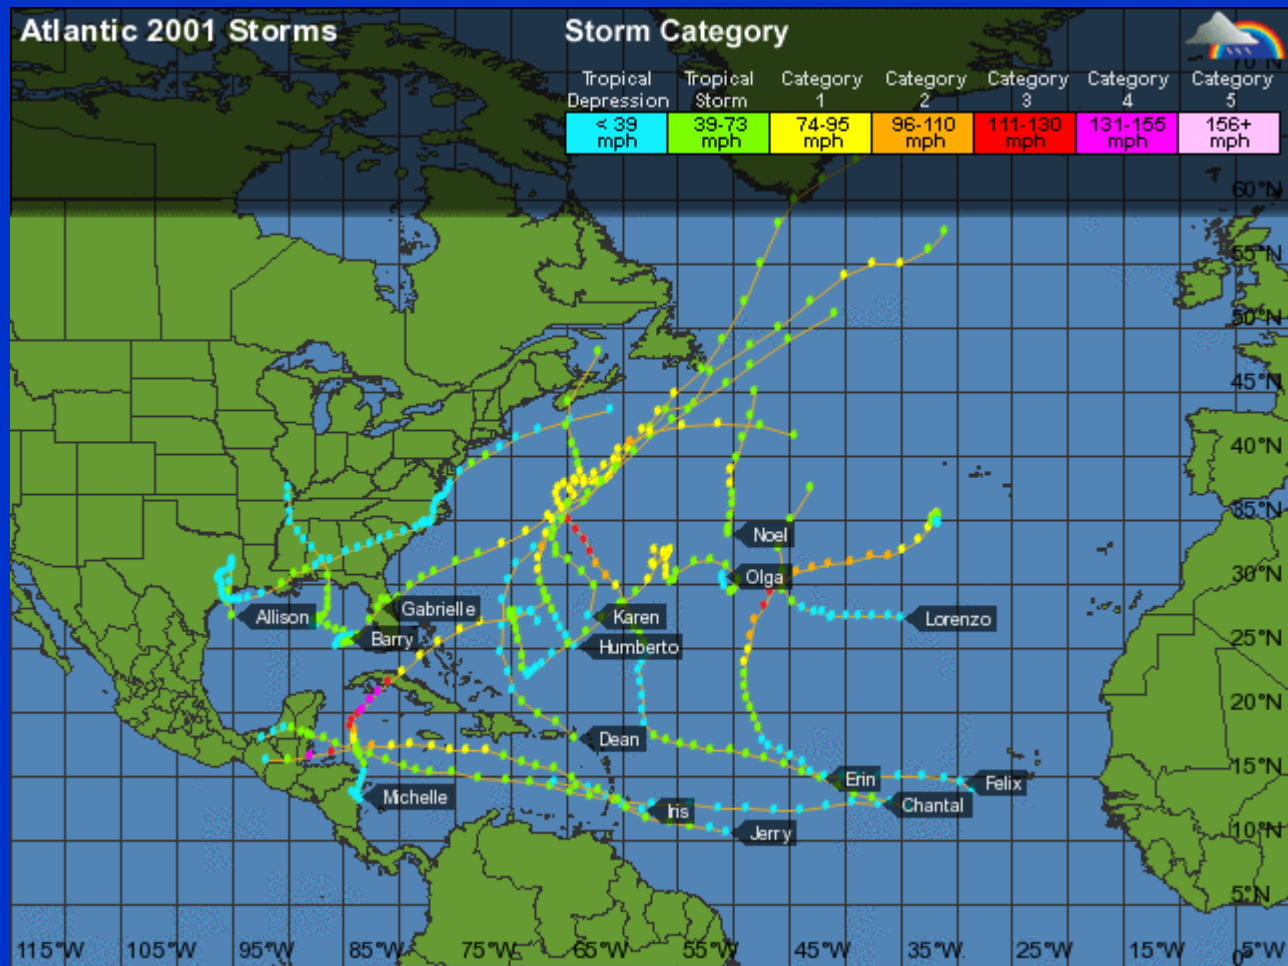 Atlantic 2001 Storms
Storm Category
Tropical Depression
Tropical Storm
Category 1
Category 2
Category 3
Category 4
Category 5
< 39 mph
39-73 mph
74-95 mph
96-110 mph
111-130 mph
131-155 mph
156+ mph
70°N
60°N
55°N
50°N
45°N
40°N
35°N
30°N
25°N
20°N
15°N
10°N
5°N
0°
Noel
Olga
Allison
Gabrielle
Karen
Lorenzo
Barry
Humberto
Dean
Erin
Felix
Michelle
Chantal
Iris
Jerry
115°W
105°W
95°W
85°W
75°W
65°W
55°W
45°W
35°W
25°W
15°W
5°W